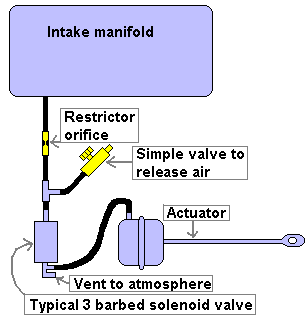 Intake manifold
Restrictor
orifice
Simple valve to
release air
Actuator
Vent to atmosphere
Typical 3 barbed solenoid valve